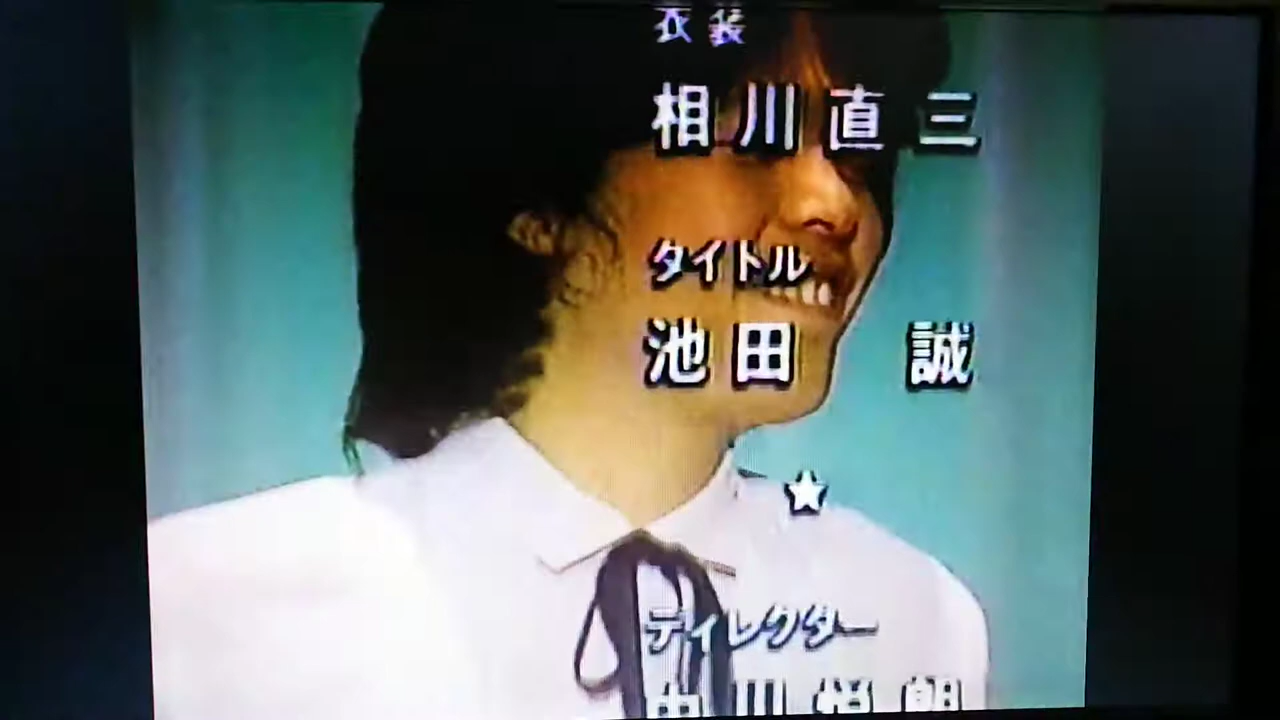 衣装
相川直三
タイトル
池田 誠
★
ディレクター